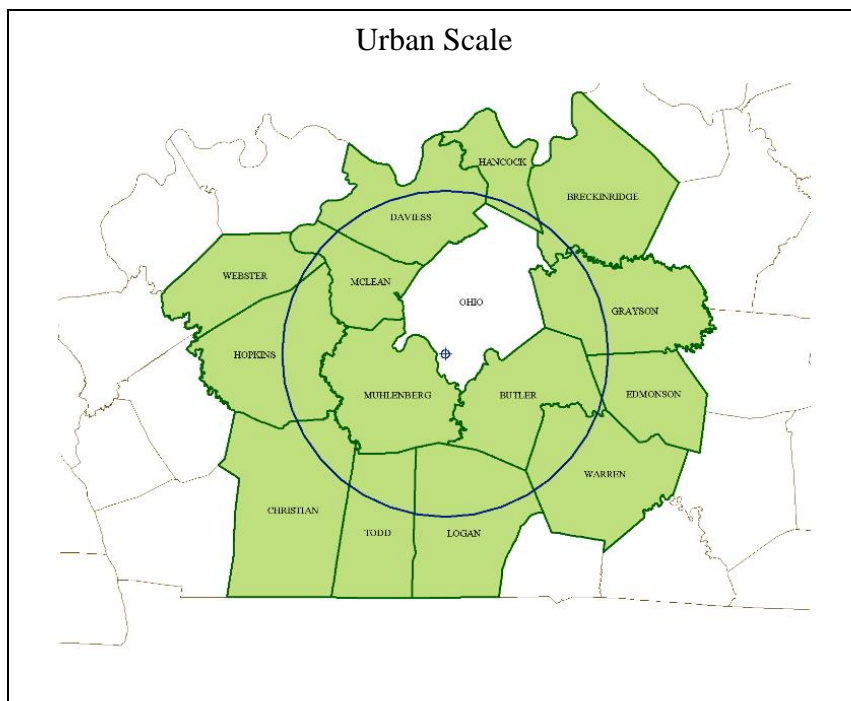 Urban Scale
HANCOCK
BRECKINRIDGE
DAVIESS
WEBSTER
MCLEAN
OHIO
GRAYSON
HOPKINS
MUHLENBERG
BUTLER
EDMONSON
WARREN
CHRISTIAN
TODD
LOGAN